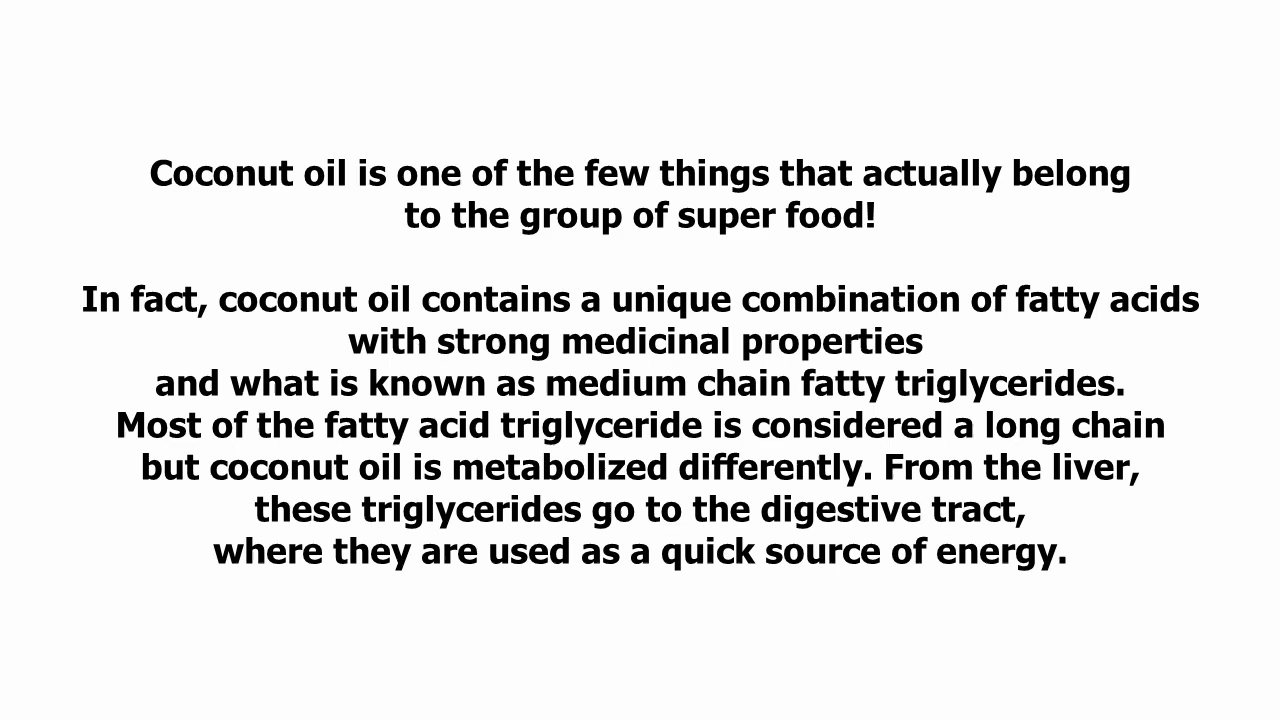 Coconut oil is one of the few things that actually belong
to the group of super food!
In fact, coconut oil contains a unique combination of fatty acids
with strong medicinal properties
and what is known as medium chain fatty triglycerides.
Most of the fatty acid triglyceride is considered a long chain
but coconut oil is metabolized differently. From the liver,
these triglycerides go to the digestive tract,
where they are used as a quick source of energy.